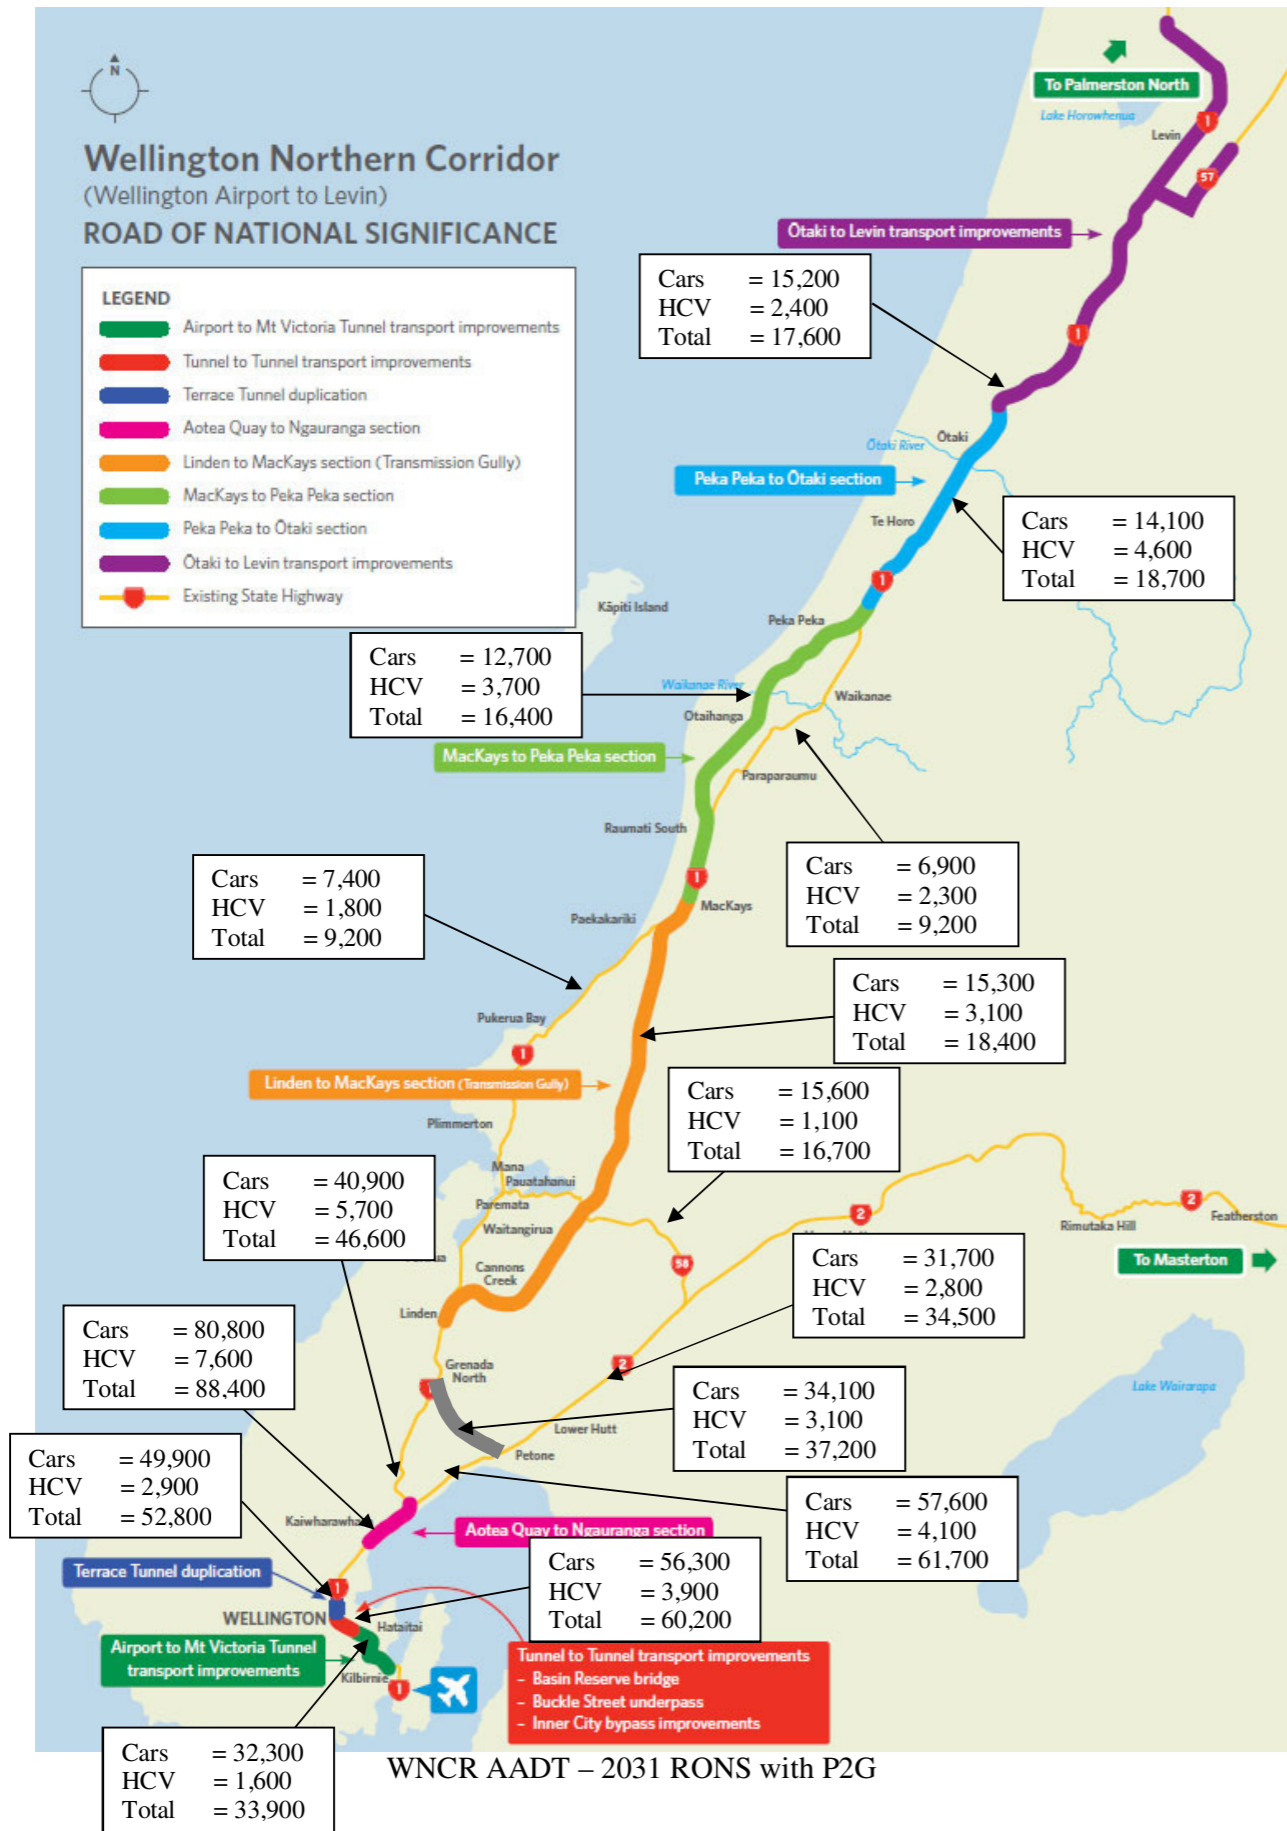 N
To Palmerston North
Lake Horowhenua
Levin
1
57
Wellington Northern Corridor
(Wellington Airport to Levin)
ROAD OF NATIONAL SIGNIFICANCE
LEGEND
Airport to Mt Victoria Tunnel transport improvements
Tunnel to Tunnel transport improvements
Terrace Tunnel duplication
Aotea Quay to Ngauranga section
Linden to MacKays section (Transmission Gully)
MacKays to Peka Peka section
Peka Peka to Ōtaki section
Ōtaki to Levin transport improvements
Existing State Highway
Ōtaki to Levin transport improvements
Cars = 15,200
HCV = 2,400
Total = 17,600
1
Ōtaki River
Ōtaki
Peka Peka to Ōtaki section
Te Horo
Cars = 14,100
HCV = 4,600
Total = 18,700
1
Kāpiti Island
Peka Peka
Cars = 12,700
HCV = 3,700
Total = 16,400
Waikanae River
Waikanae
Otaihanga
MacKays to Peka Peka section
Paraparaumu
Raumati South
Cars = 6,900
HCV = 2,300
Total = 9,200
Cars = 7,400
HCV = 1,800
Total = 9,200
1
MacKays
Paekakariki
Cars = 15,300
HCV = 3,100
Total = 18,400
Pukerua Bay
1
Linden to MacKays section (Transmission Gully)
Cars = 15,600
HCV = 1,100
Total = 16,700
Plimmerton
Mana
Pauatahanui
Paremata
Waitangirua
Cars = 40,900
HCV = 5,700
Total = 46,600
2
2
Rimutaka Hill
Featherston
To Masterton
Cannons
Creek
58
Cars = 31,700
HCV = 2,800
Total = 34,500
Linden
Cars = 80,800
HCV = 7,600
Total = 88,400
Grenada
North
2
Cars = 34,100
HCV = 3,100
Total = 37,200
Lake Wairarapa
Lower Hutt
Petone
Cars = 49,900
HCV = 2,900
Total = 52,800
Cars = 57,600
HCV = 4,100
Total = 61,700
Aotea Quay to Ngauranga section
Cars = 56,300
HCV = 3,900
Total = 60,200
Terrace Tunnel duplication
1
WELLINGTON
Hataitai
Airport to Mt Victoria Tunnel
transport improvements
Kilbirnie
1
Tunnel to Tunnel transport improvements
– Basin Reserve bridge
– Buckle Street underpass
– Inner City bypass improvements
Cars = 32,300
HCV = 1,600
Total = 33,900
WNCR AADT – 2031 RONS with P2G